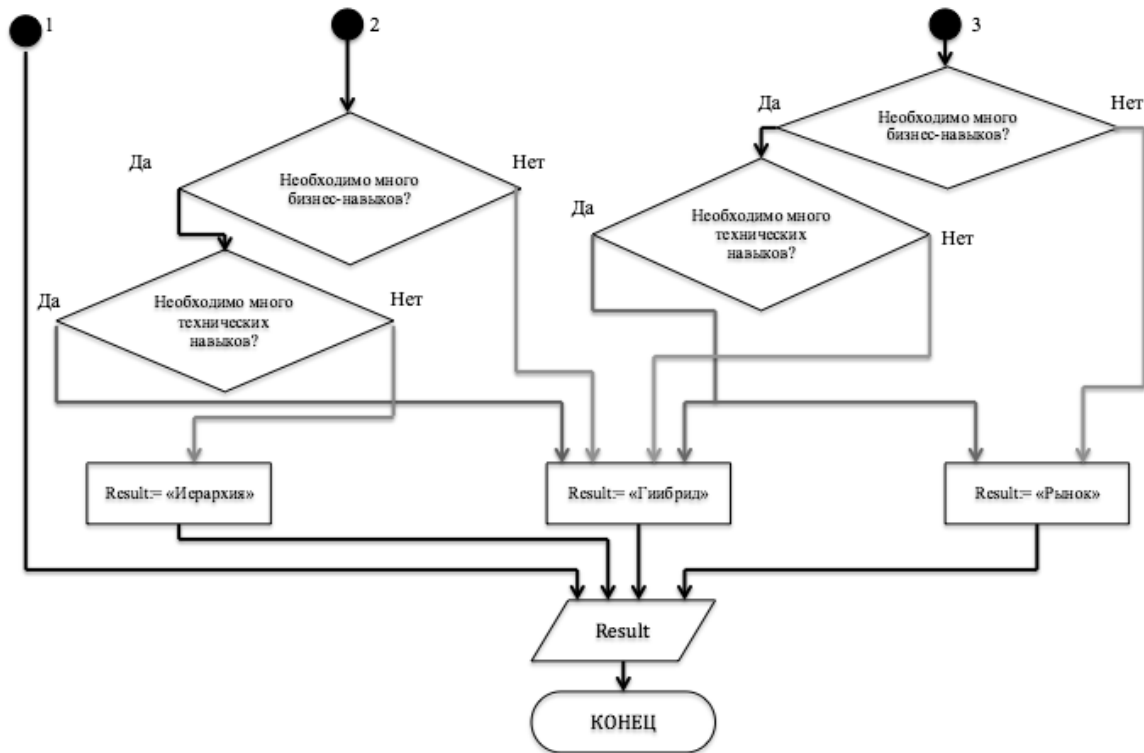 1
2
3
Да
Необходимо много
бизнес-навыков?
Нет
Да
Необходимо много
бизнес-навыков?
Нет
Да
Необходимо много
технических
навыков?
Нет
Да
Необходимо много
технических
навыков?
Нет
Result:= «Иерархия»
Result:= «Гиибрид»
Result:= «Рынок»
Result
КОНЕЦ